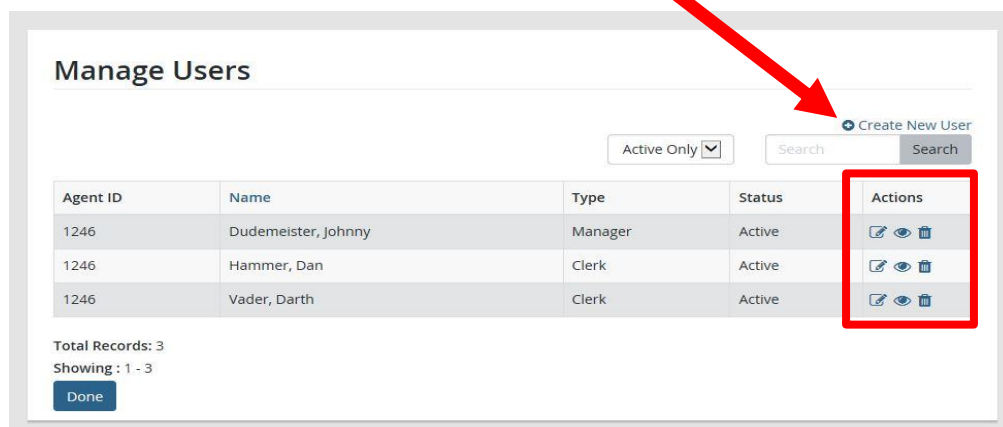 Manage Users
Create New User
Active Only Search Search
Agent ID Name Type Status Actions
1246 Dudemeister, Johnny Manager Active
1246 Hammer, Dan Clerk Active
1246 Vader, Darth Clerk Active
Total Records: 3
Showing : 1 - 3
Done